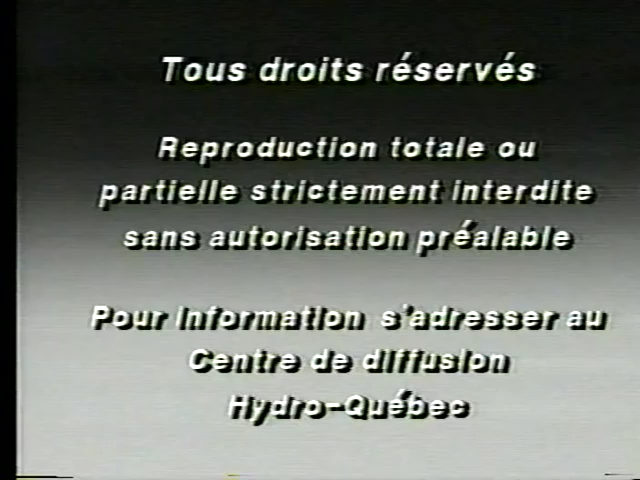 Tous droits réservés
Reproduction totale ou
partielle strictement interdite
sans autorisation préalable
Pour information s'adresser au
Centre de diffusion
Hydro-Québec